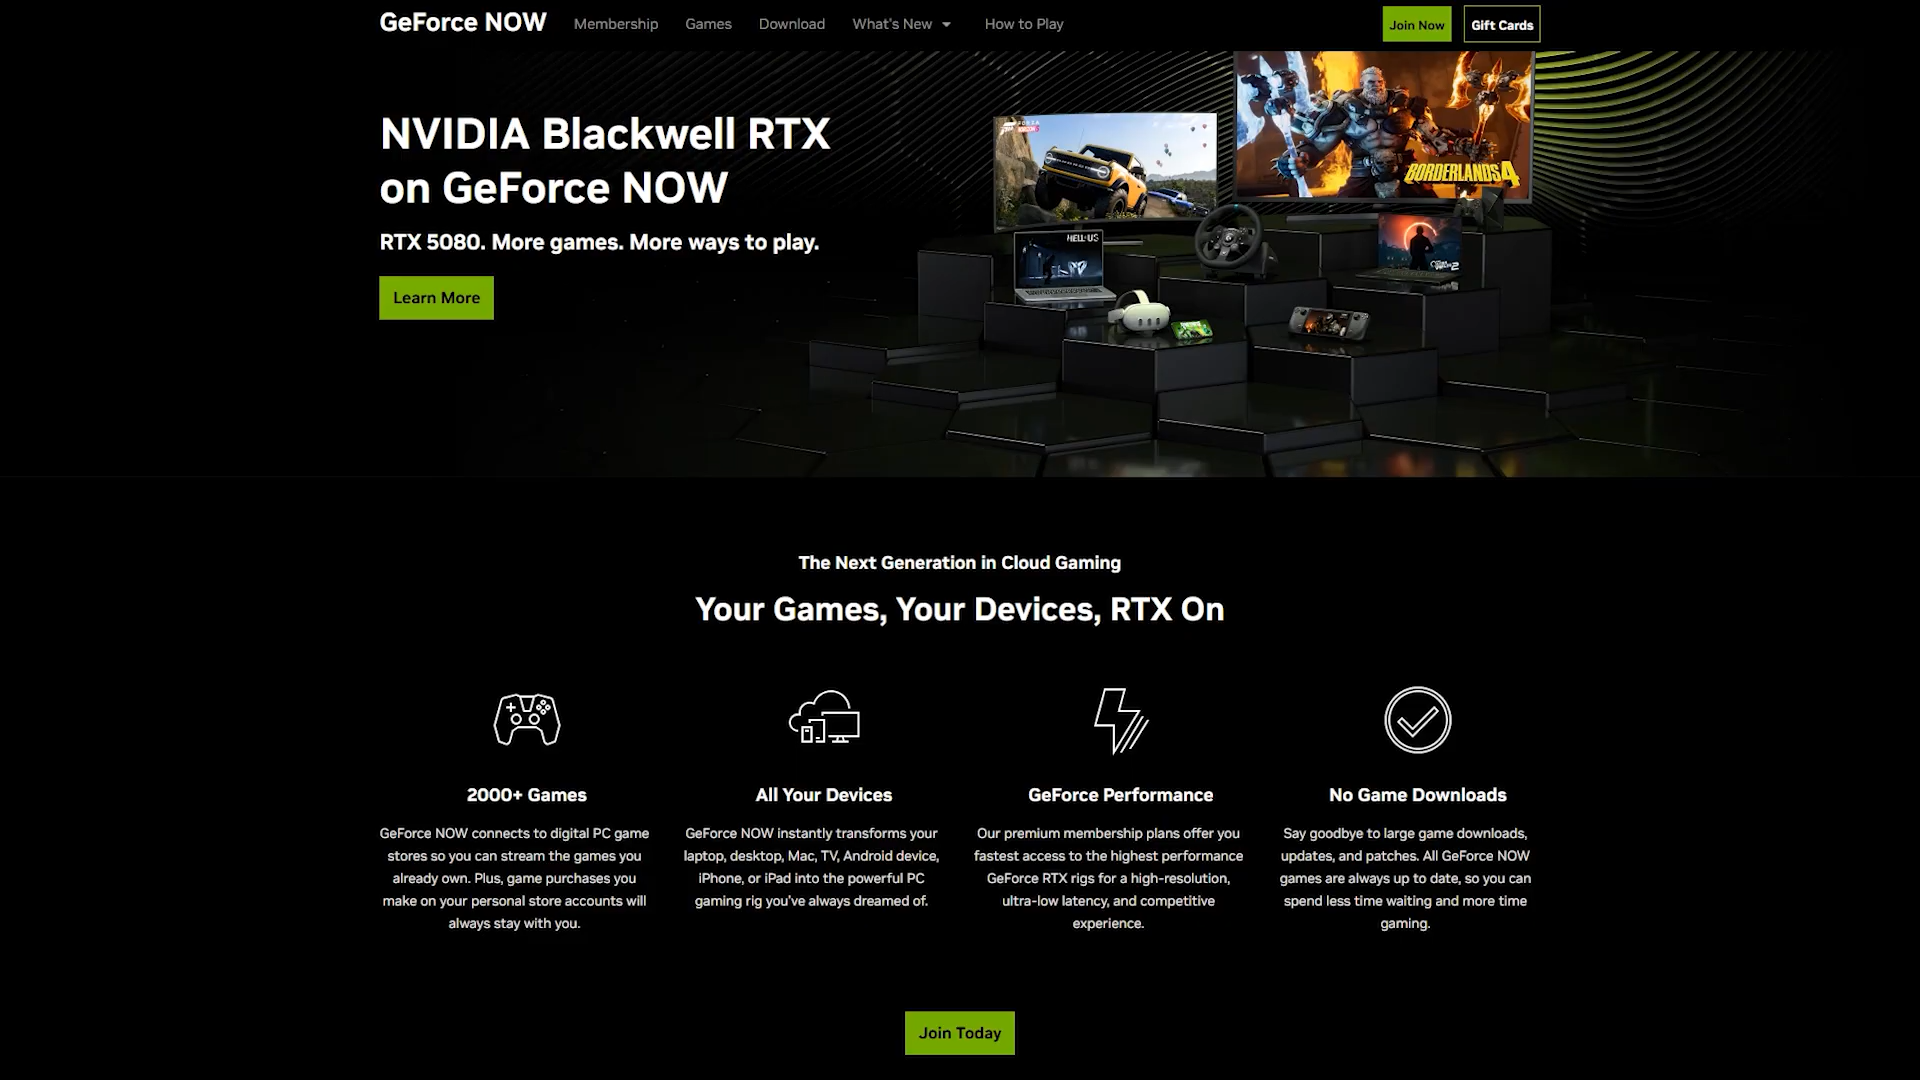 GeForce NOW
Membership
Games
Download
What's New
How to Play
Join Now
Gift Cards
NVIDIA Blackwell RTX
on GeForce NOW
RTX 5080. More games. More ways to play.
Learn More
FORZA
HORIZON 5
BORDERLANDS 4
HELL US
The Next Generation in Cloud Gaming
Your Games, Your Devices, RTX On
2000+ Games
GeForce NOW connects to digital PC game
stores so you can stream the games you
already own. Plus, game purchases you
make on your personal store accounts will
always stay with you.
All Your Devices
GeForce NOW instantly transforms your
laptop, desktop, Mac, TV, Android device,
iPhone, or iPad into the powerful PC
gaming rig you've always dreamed of.
GeForce Performance
Our premium membership plans offer you
fastest access to the highest performance
GeForce RTX rigs for a high-resolution,
ultra-low latency, and competitive
experience.
No Game Downloads
Say goodbye to large game downloads,
updates, and patches. All GeForce NOW
games are always up to date, so you can
spend less time waiting and more time
gaming.
Join Today